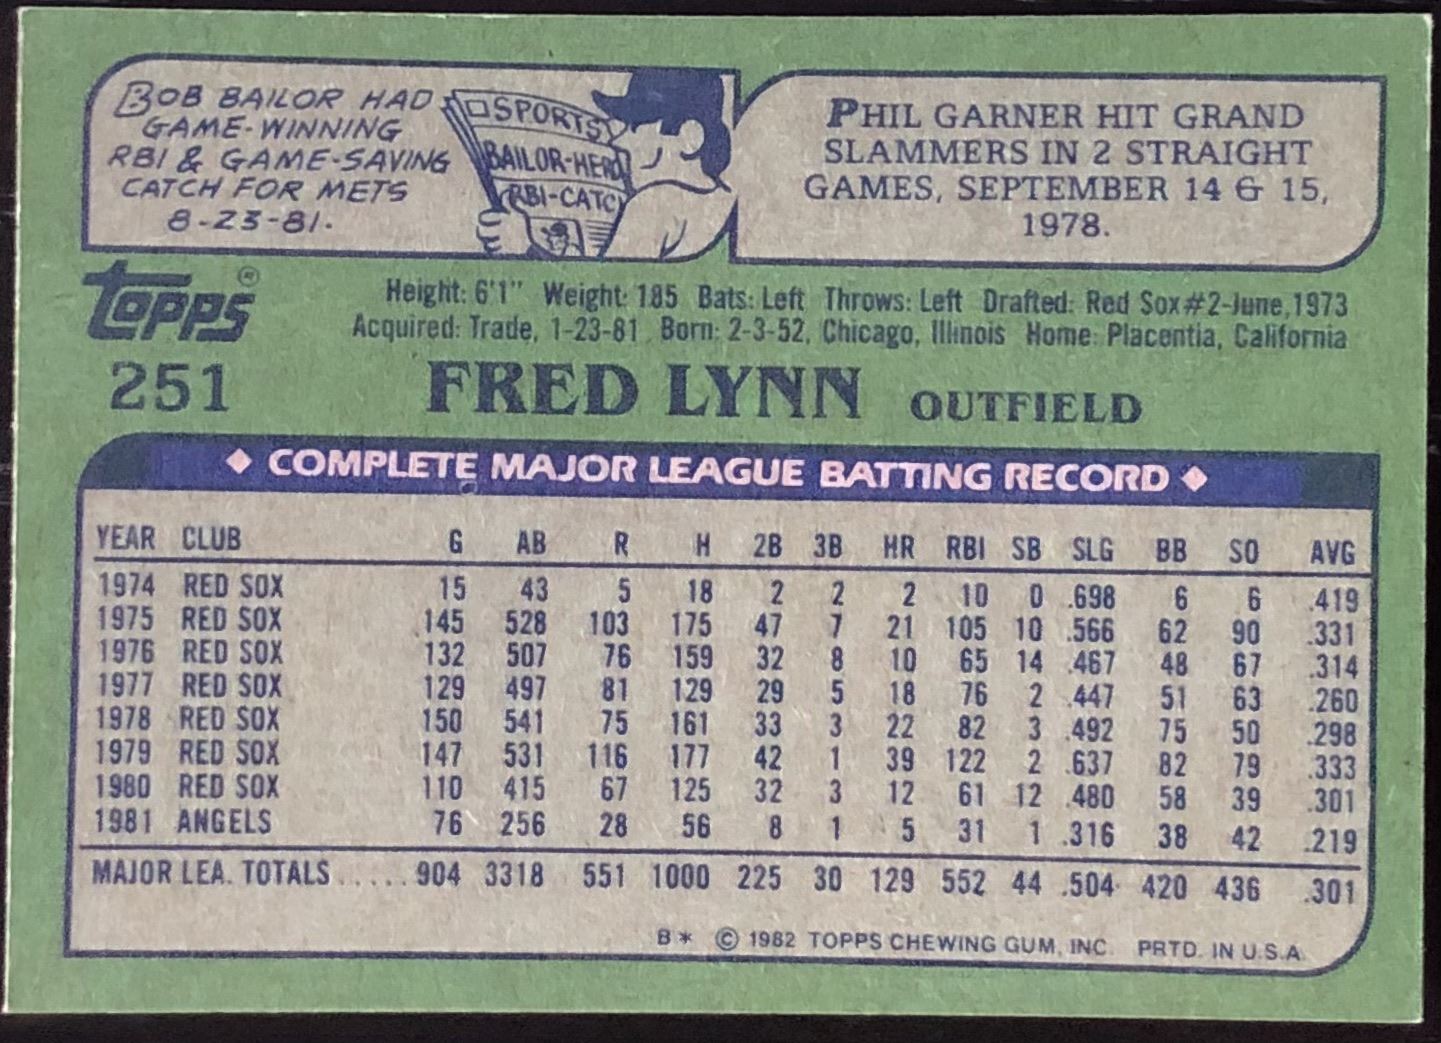 BOB BAILOR HAD
GAME-WINNING
RBI & GAME-SAVING
CATCH FOR METS
8-23-81.
SPORTS
BAILOR-HERO
RBI-CATC
PHIL GARNER HIT GRAND
SLAMMERS IN 2 STRAIGHT
GAMES, SEPTEMBER 14 & 15,
1978.
TOPPS®
Height: 6'1" Weight: 185 Bats: Left Throws: Left Drafted: Red Sox #2-June, 1973
Acquired: Trade, 1-23-81 Born: 2-3-52, Chicago, Illinois Home: Placentia, California
251 FRED LYNN OUTFIELD
◆ COMPLETE MAJOR LEAGUE BATTING RECORD ◆
YEAR CLUB G AB R H 2B 3B HR RBI SB SLG BB SO AVG
1974 RED SOX 15 43 5 18 2 2 2 10 0 .698 6 6 .419
1975 RED SOX 145 528 103 175 47 7 21 105 10 .566 62 90 .331
1976 RED SOX 132 507 76 159 32 8 10 65 14 .467 48 67 .314
1977 RED SOX 129 497 81 129 29 5 18 76 2 .447 51 63 .260
1978 RED SOX 150 541 75 161 33 3 22 82 3 .492 75 50 .298
1979 RED SOX 147 531 116 177 42 1 39 122 2 .637 82 79 .333
1980 RED SOX 110 415 67 125 32 3 12 61 12 .480 58 39 .301
1981 ANGELS 76 256 28 56 8 1 5 31 1 .316 38 42 .219
MAJOR LEA. TOTALS ..... 904 3318 551 1000 225 30 129 552 44 .504 420 436 .301
B* © 1982 TOPPS CHEWING GUM, INC. PRTD. IN U.S.A.